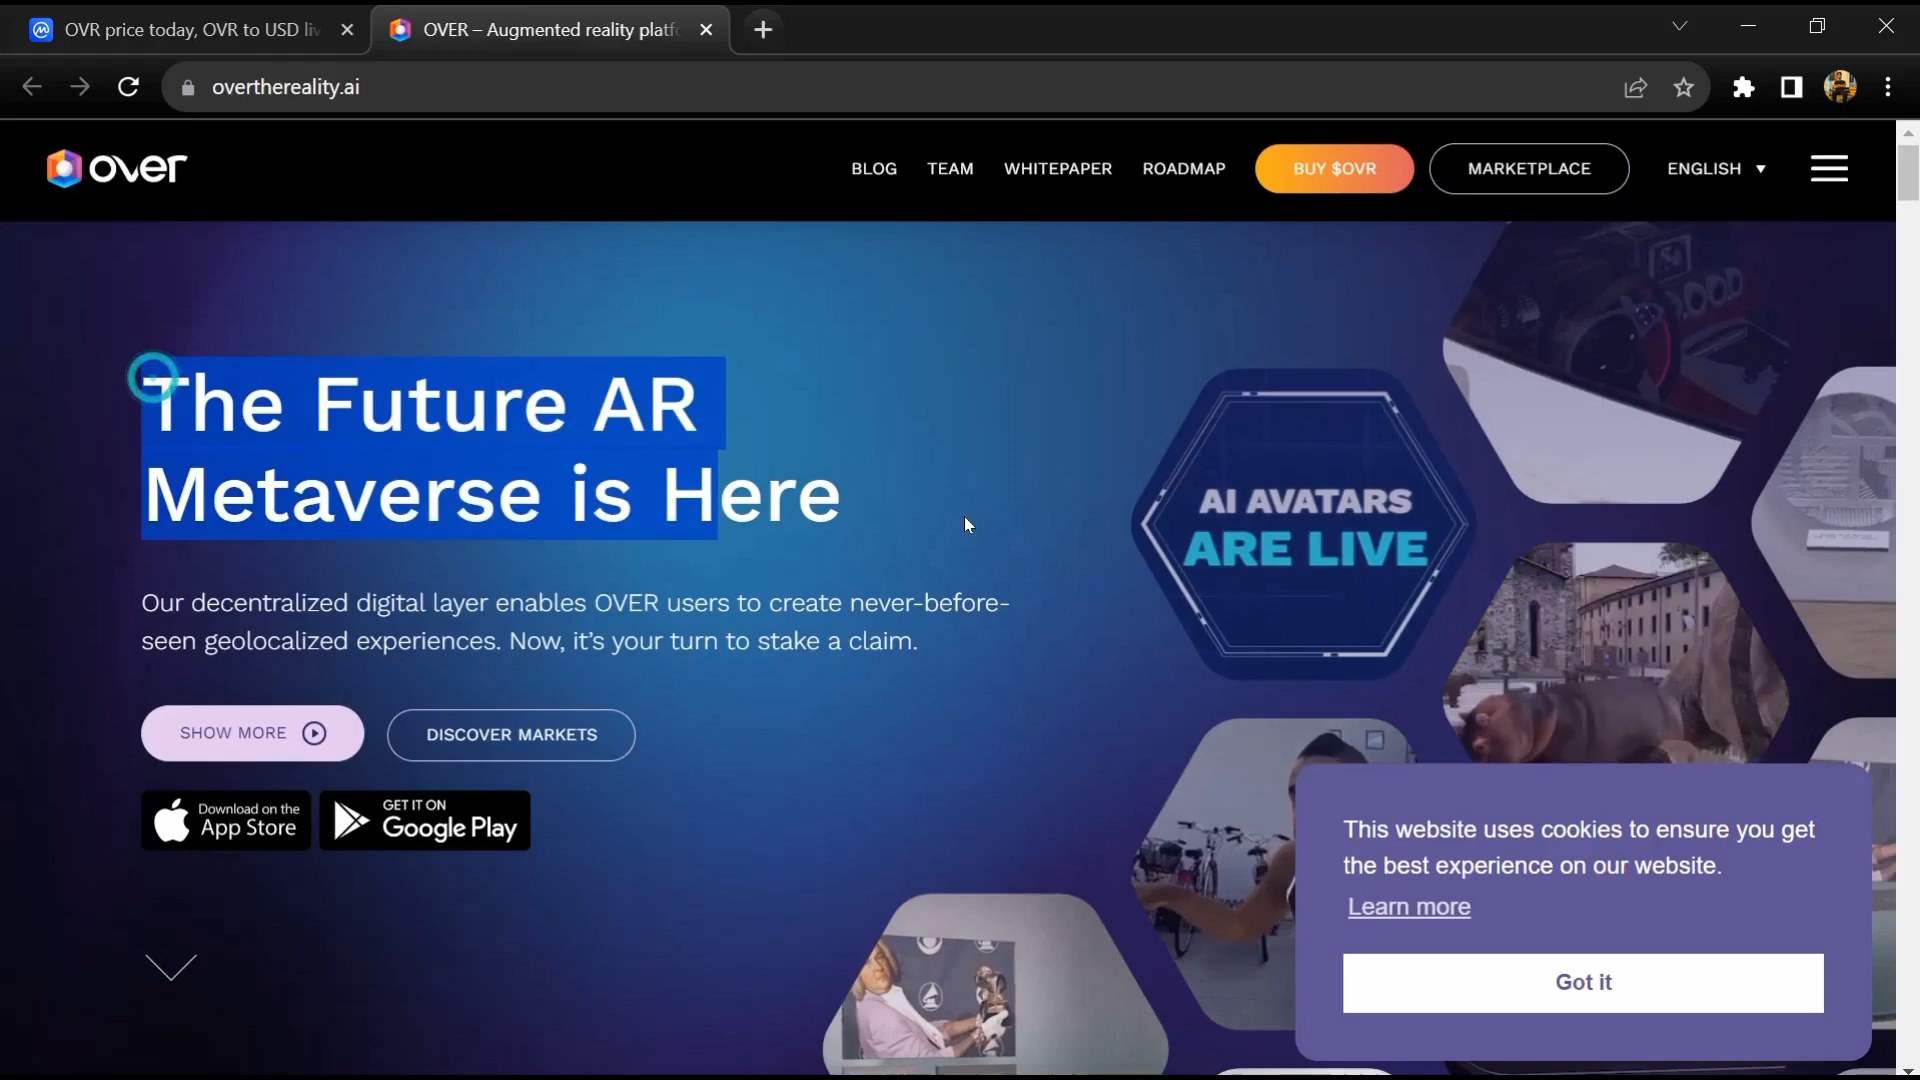 OVR price today, OVR to USD liv
OVER – Augmented reality platf
overthereality.ai
over
BLOG
TEAM
WHITEPAPER
ROADMAP
BUY $OVR
MARKETPLACE
ENGLISH
The Future AR
Metaverse is Here
Our decentralized digital layer enables OVER users to create never-before-
seen geolocalized experiences. Now, it's your turn to stake a claim.
SHOW MORE
DISCOVER MARKETS
Download on the
App Store
GET IT ON
Google Play
AI AVATARS
ARE LIVE
This website uses cookies to ensure you get
the best experience on our website.
Learn more
Got it